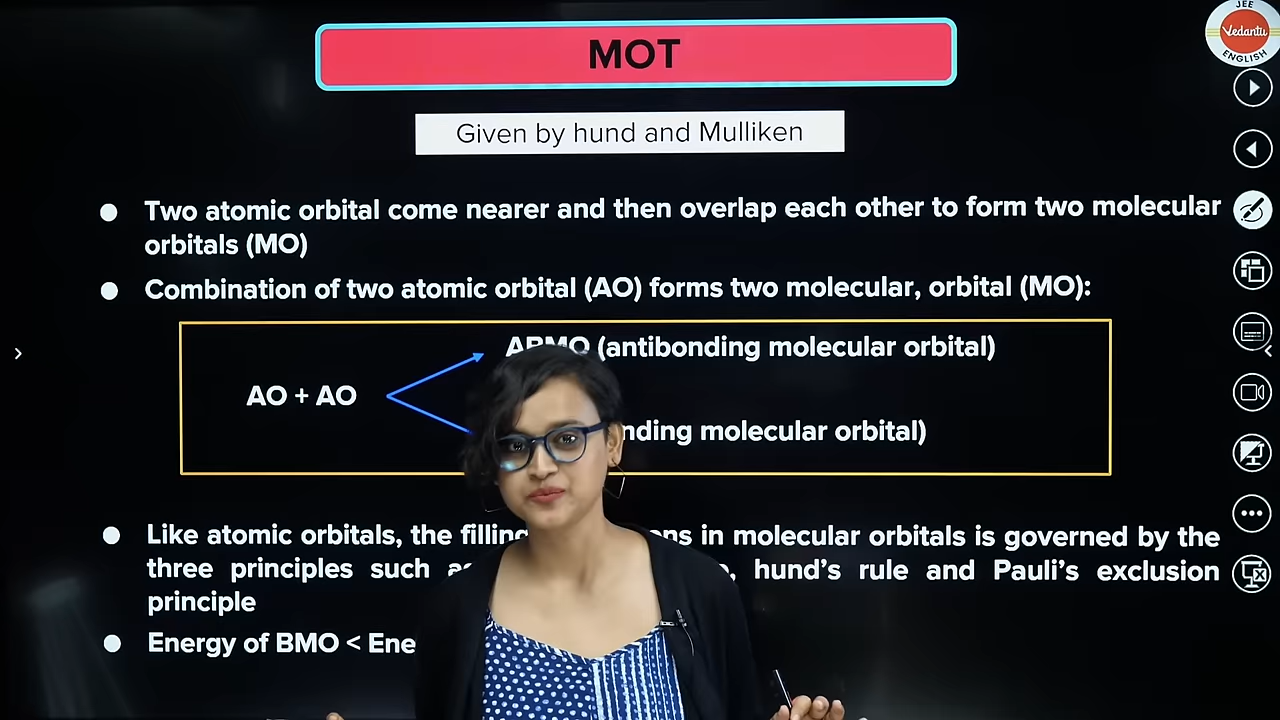 MOT
JEE
Vedantu
ENGLISH
Given by hund and Mulliken
Two atomic orbital come nearer and then overlap each other to form two molecular
orbitals (MO)
Combination of two atomic orbital (AO) forms two molecular, orbital (MO):
ABMO (antibonding molecular orbital)
AO + AO
nding molecular orbital)
Like atomic orbitals, the filling ons in molecular orbitals is governed by the
three principles such as hund's rule and Pauli's exclusion
principle
Energy of BMO < Ene